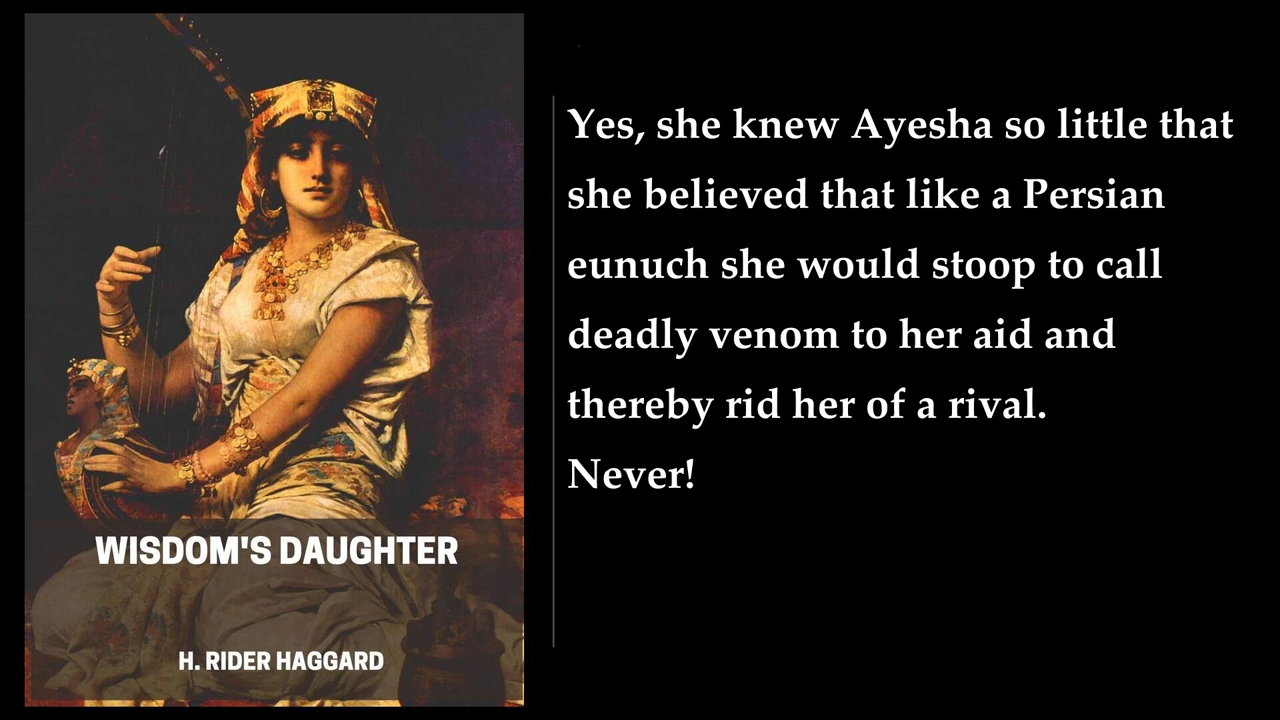 WISDOM'S DAUGHTER
H. RIDER HAGGARD
Yes, she knew Ayesha so little that
she believed that like a Persian
eunuch she would stoop to call
deadly venom to her aid and
thereby rid her of a rival.
Never!